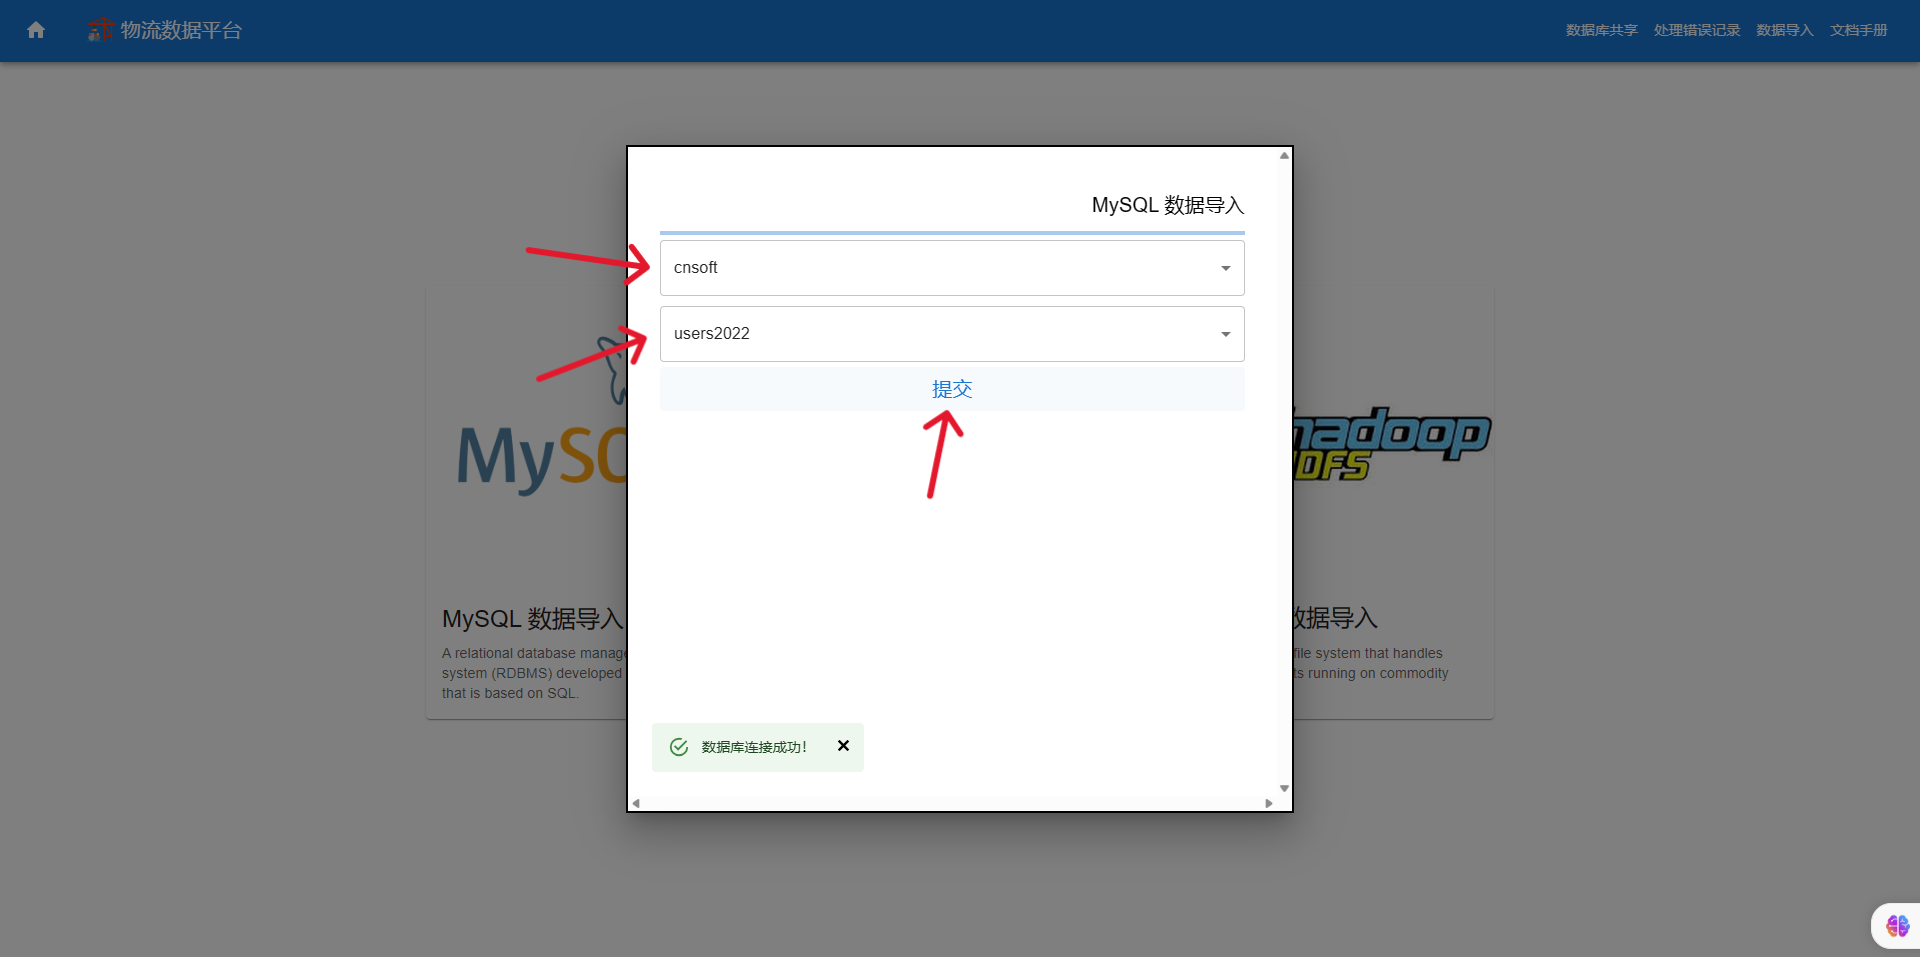 物流数据平台
数据库共享 处理错误记录 数据导入 文档手册
MySQL 数据导入
cnsoft
users2022
提交
MySQ
hadoop
HDFS
MySQL 数据导入
A relational database manage
system (RDBMS) developed
that is based on SQL.
数据导入
file system that handles
ts running on commodity
数据库连接成功!